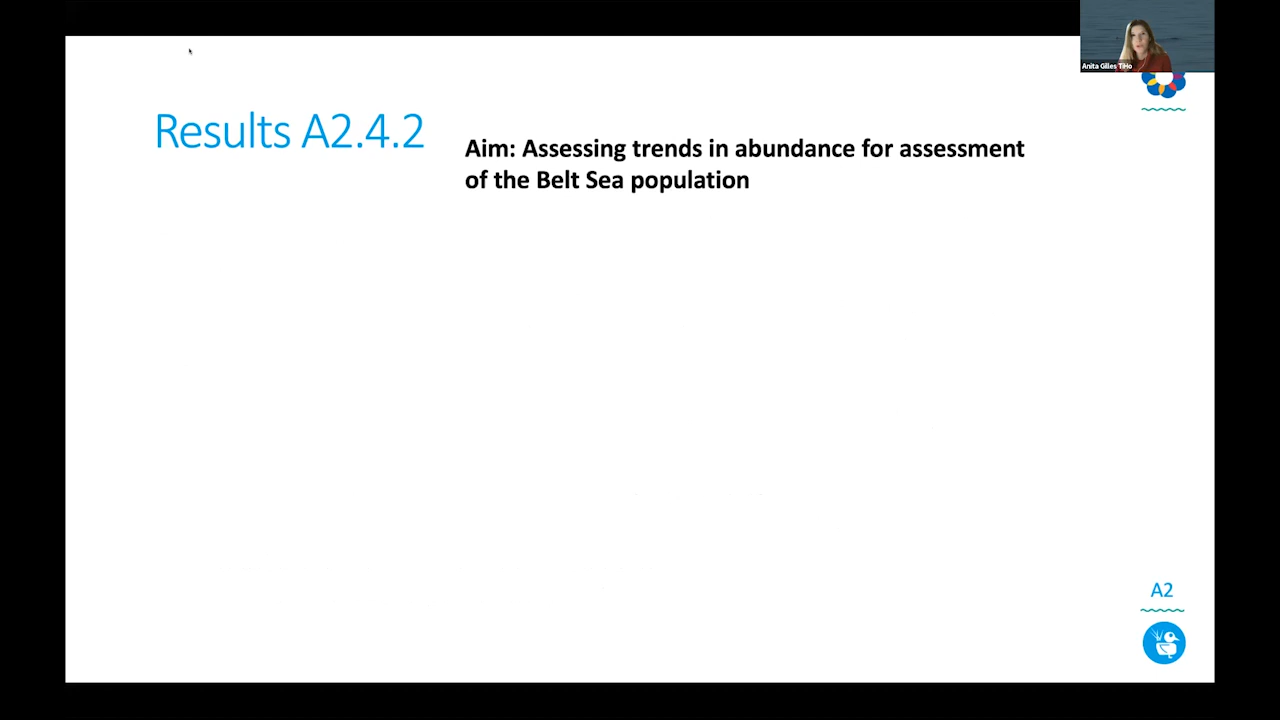 Anita Gilles TiHo
Results A2.4.2
Aim: Assessing trends in abundance for assessment
of the Belt Sea population
A2